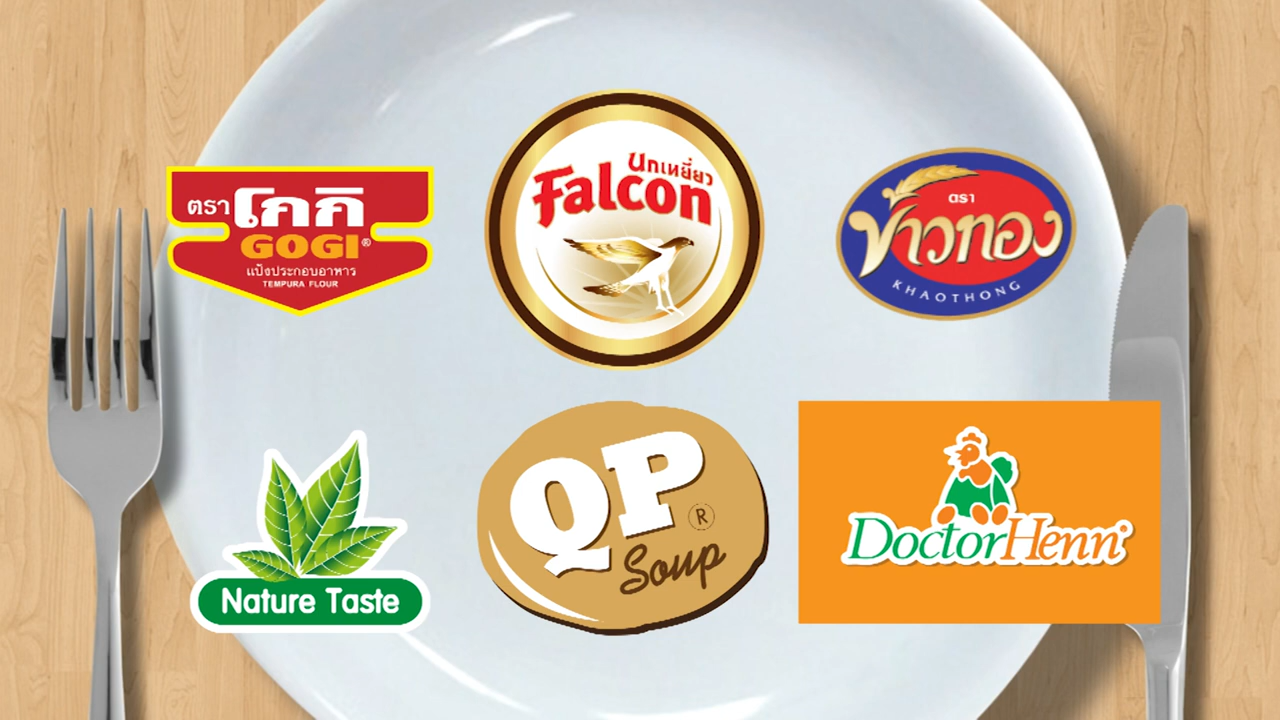 ตรา โกกิ
GOGI®
แป้งประกอบอาหาร
TEMPURA FLOUR
นกเหยี่ยว
Falcon
ตรา
ข้าวทอง
KHAOTHONG
Nature Taste
QP
®
Soup
DoctorHenn